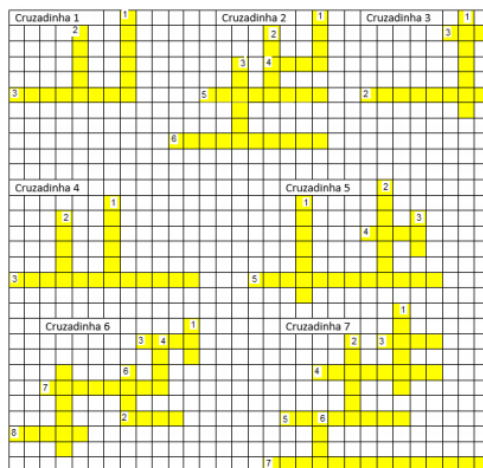 Cruzadinha 1 1 Cruzadinha 2 1 Cruzadinha 3 1
2 2 3
3 4
3 5 2
6
Cruzadinha 4 Cruzadinha 5 2
1 1
2 3
4
3 5
1
Cruzadinha 6 1 Cruzadinha 7
3 4 2 3
6 4
7
2 5 6
8
7